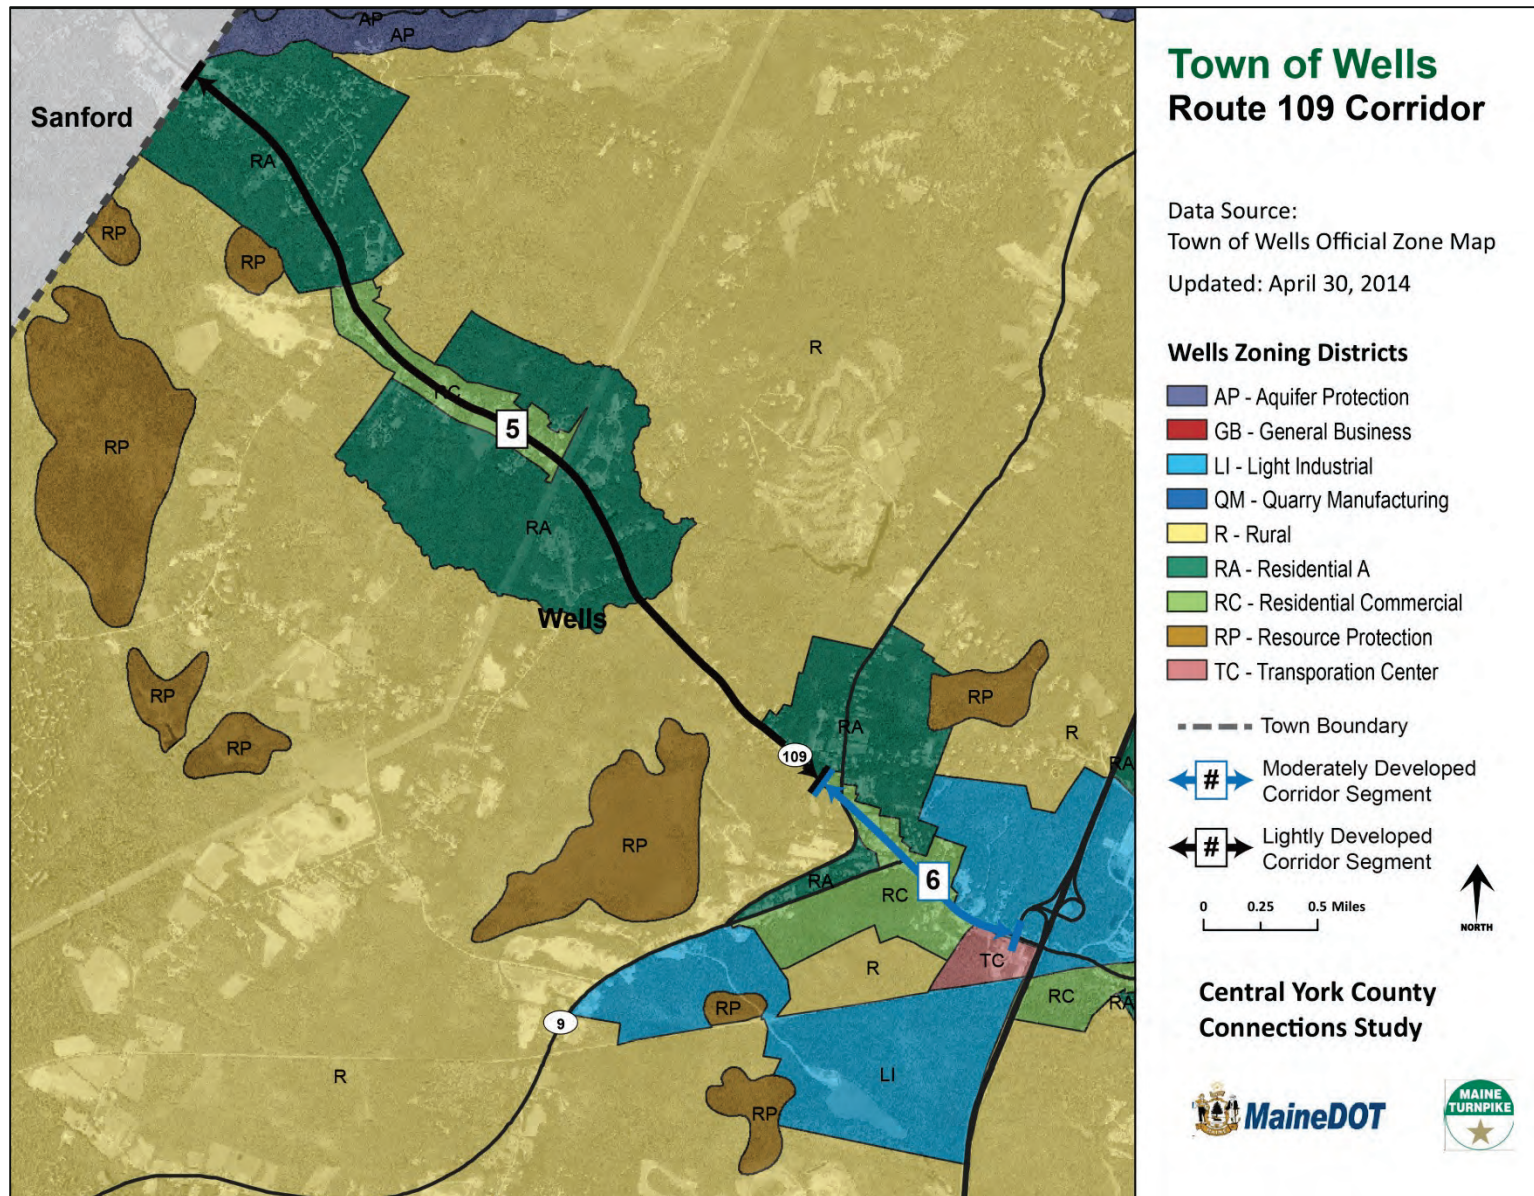 AP
AP
Sanford
RA
RP
RP
R
RC
5
RP
RA
Wells
RP
RP
RA
RP
R
109
RA
RP
RA
RC
6
TC
R
RC
RA
RP
9
R
LI
RP
Town of Wells
Route 109 Corridor
Data Source:
Town of Wells Official Zone Map
Updated: April 30, 2014
Wells Zoning Districts
AP - Aquifer Protection
GB - General Business
LI - Light Industrial
QM - Quarry Manufacturing
R - Rural
RA - Residential A
RC - Residential Commercial
RP - Resource Protection
TC - Transporation Center
Town Boundary
# Moderately Developed
Corridor Segment
# Lightly Developed
Corridor Segment
0 0.25 0.5 Miles
NORTH
Central York County
Connections Study
MaineDOT
MAINE
TURNPIKE